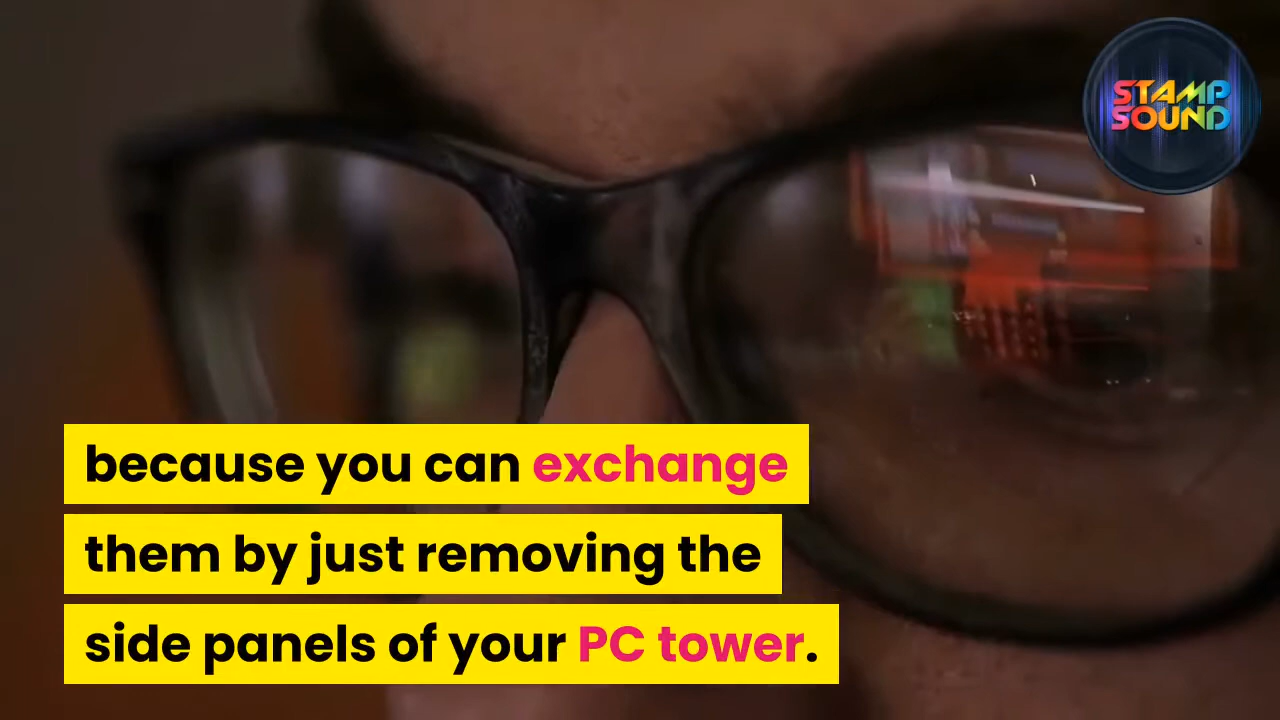 STAMP
SOUND
because you can exchange
them by just removing the
side panels of your PC tower.